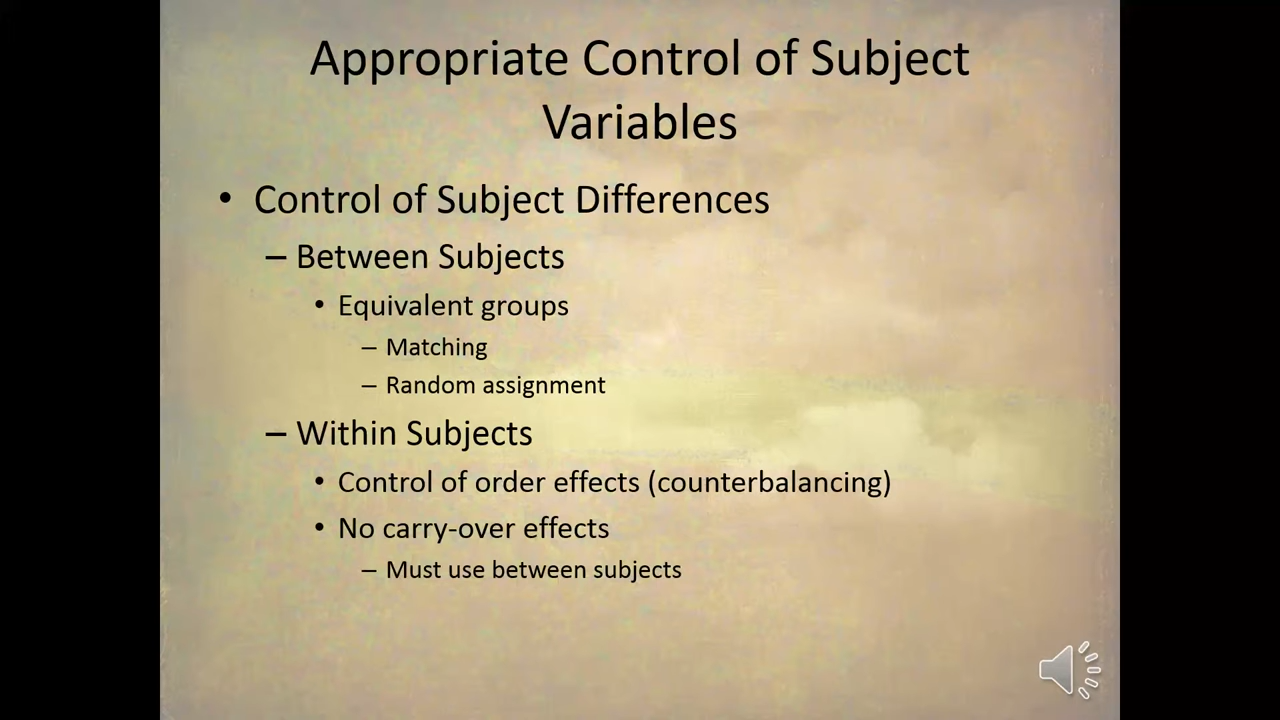 Appropriate Control of Subject
Variables
• Control of Subject Differences
– Between Subjects
• Equivalent groups
– Matching
– Random assignment
– Within Subjects
• Control of order effects (counterbalancing)
• No carry-over effects
– Must use between subjects